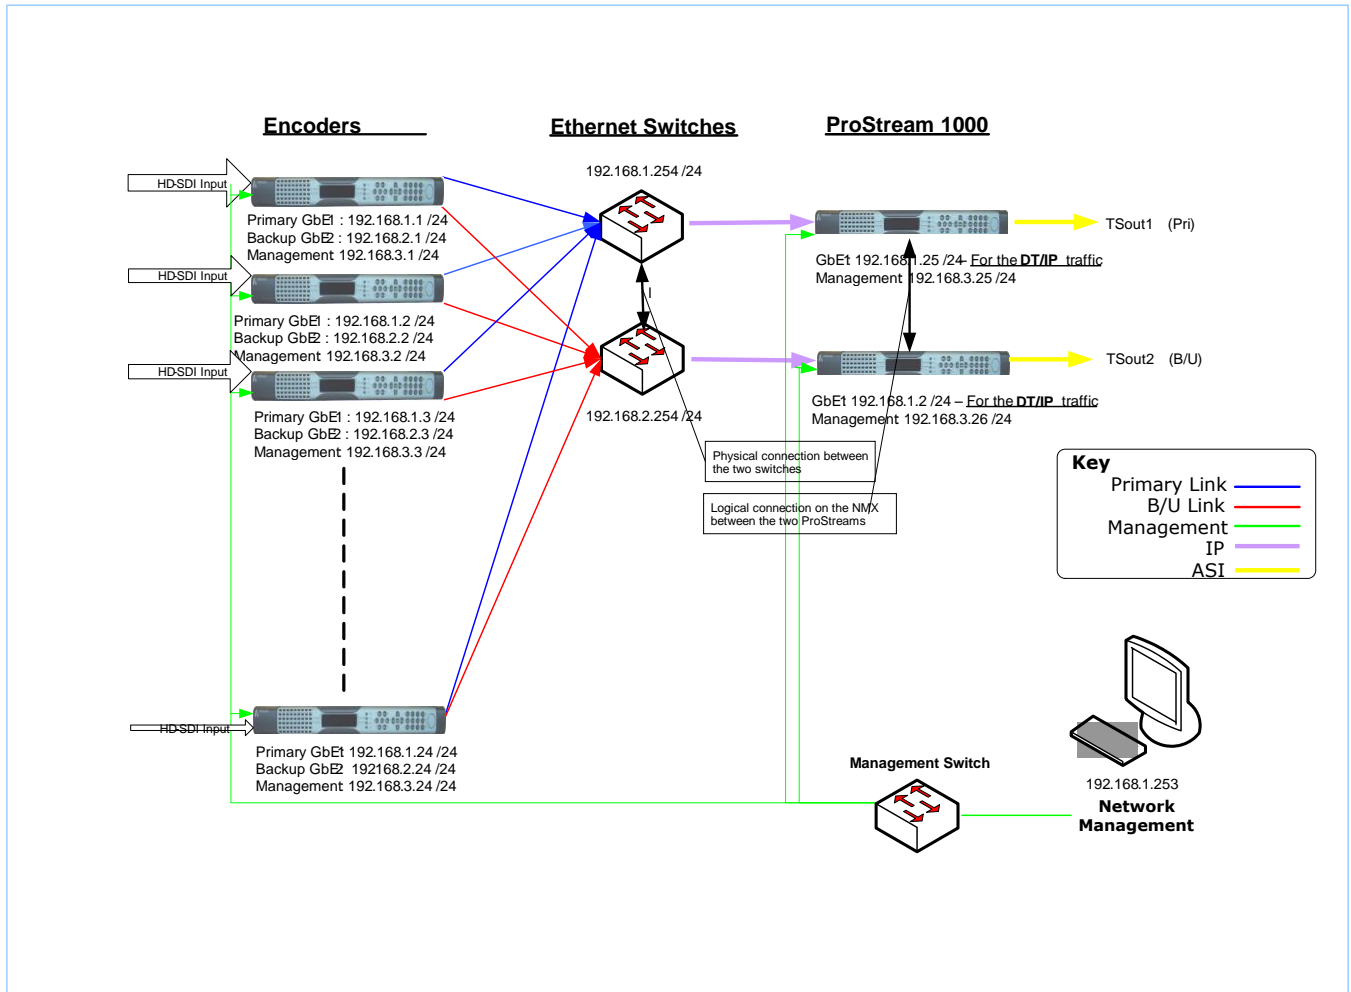 Encoders
Ethernet Switches
ProStream 1000
192.168.1.254 /24
HD-SDI Input
Primary GbE1 : 192.168.1.1 /24
Backup GbE2 : 192.168.2.1 /24
Management: 192.168.3.1 /24
TSout1 (Pri)
GbE1: 192.168.1.25 /24 – For the DT/IP traffic
Management: 192.168.3.25 /24
HD-SDI Input
Primary GbE1 : 192.168.1.2 /24
Backup GbE2 : 192.168.2.2 /24
Management: 192.168.3.2 /24
HD-SDI Input
TSout2 (B/U)
192.168.2.254 /24
GbE1: 192.168.1.2 /24 – For the DT/IP traffic
Management: 192.168.3.26 /24
Primary GbE1 : 192.168.1.3 /24
Backup GbE2 : 192.168.2.3 /24
Management: 192.168.3.3 /24
Physical connection between
the two switches
Logical connection on the NMX
between the two ProStreams
Key
Primary Link
B/U Link
Management
IP
ASI
HD-SDI Input
Primary GbE1: 192.168.1.24 /24
Backup GbE2 192168.2.24 /24
Management: 192.168.3.24 /24
Management Switch
192.168.1.253
Network
Management